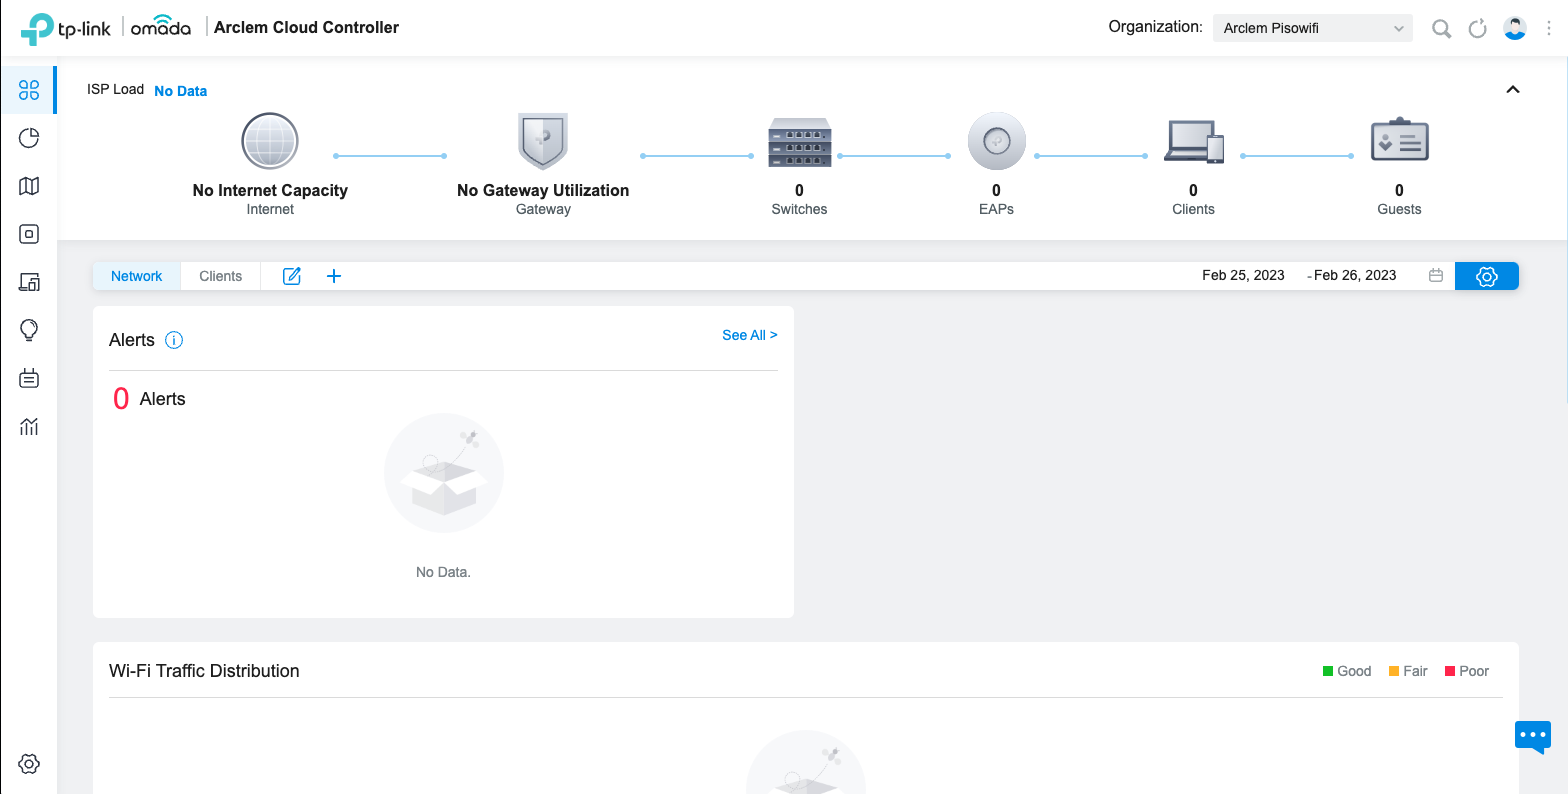 tp-link | omada | Arclem Cloud Controller
Organization: Arclem Pisowifi
ISP Load No Data
No Internet Capacity
Internet
No Gateway Utilization
Gateway
0
Switches
0
EAPs
0
Clients
0
Guests
Network Clients
Feb 25, 2023 - Feb 26, 2023
Alerts
See All >
0 Alerts
No Data.
Wi-Fi Traffic Distribution
Good Fair Poor